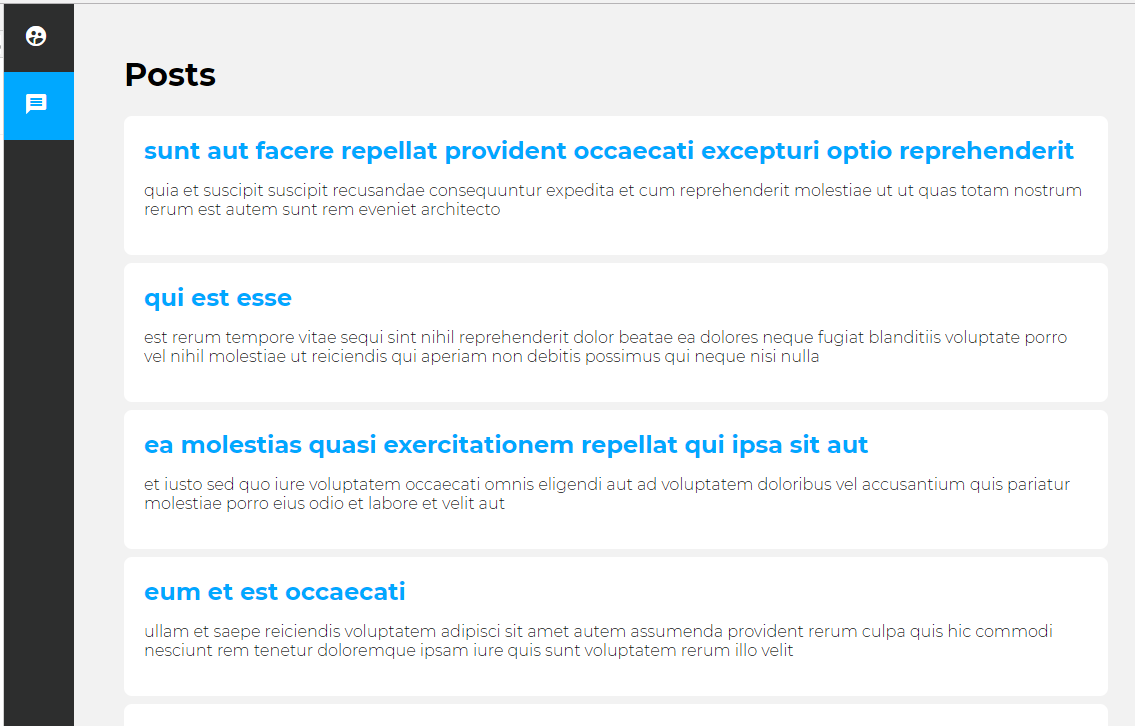 Posts
sunt aut facere repellat provident occaecati excepturi optio reprehenderit
quia et suscipit suscipit recusandae consequuntur expedita et cum reprehenderit molestiae ut ut quas totam nostrum
rerum est autem sunt rem eveniet architecto
qui est esse
est rerum tempore vitae sequi sint nihil reprehenderit dolor beatae ea dolores neque fugiat blanditiis voluptate porro
vel nihil molestiae ut reiciendis qui aperiam non debitis possimus qui neque nisi nulla
ea molestias quasi exercitationem repellat qui ipsa sit aut
et iusto sed quo iure voluptatem occaecati omnis eligendi aut ad voluptatem doloribus vel accusantium quis pariatur
molestiae porro eius odio et labore et velit aut
eum et est occaecati
ullam et saepe reiciendis voluptatem adipisci sit amet autem assumenda provident rerum culpa quis hic commodi
nesciunt rem tenetur doloremque ipsam iure quis sunt voluptatem rerum illo velit